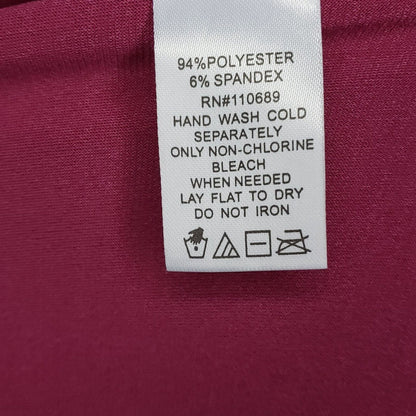 94%POLYESTER
6% SPANDEX
RN#110689
HAND WASH COLD
SEPARATELY
ONLY NON-CHLORINE
BLEACH
WHEN NEEDED
LAY FLAT TO DRY
DO NOT IRON